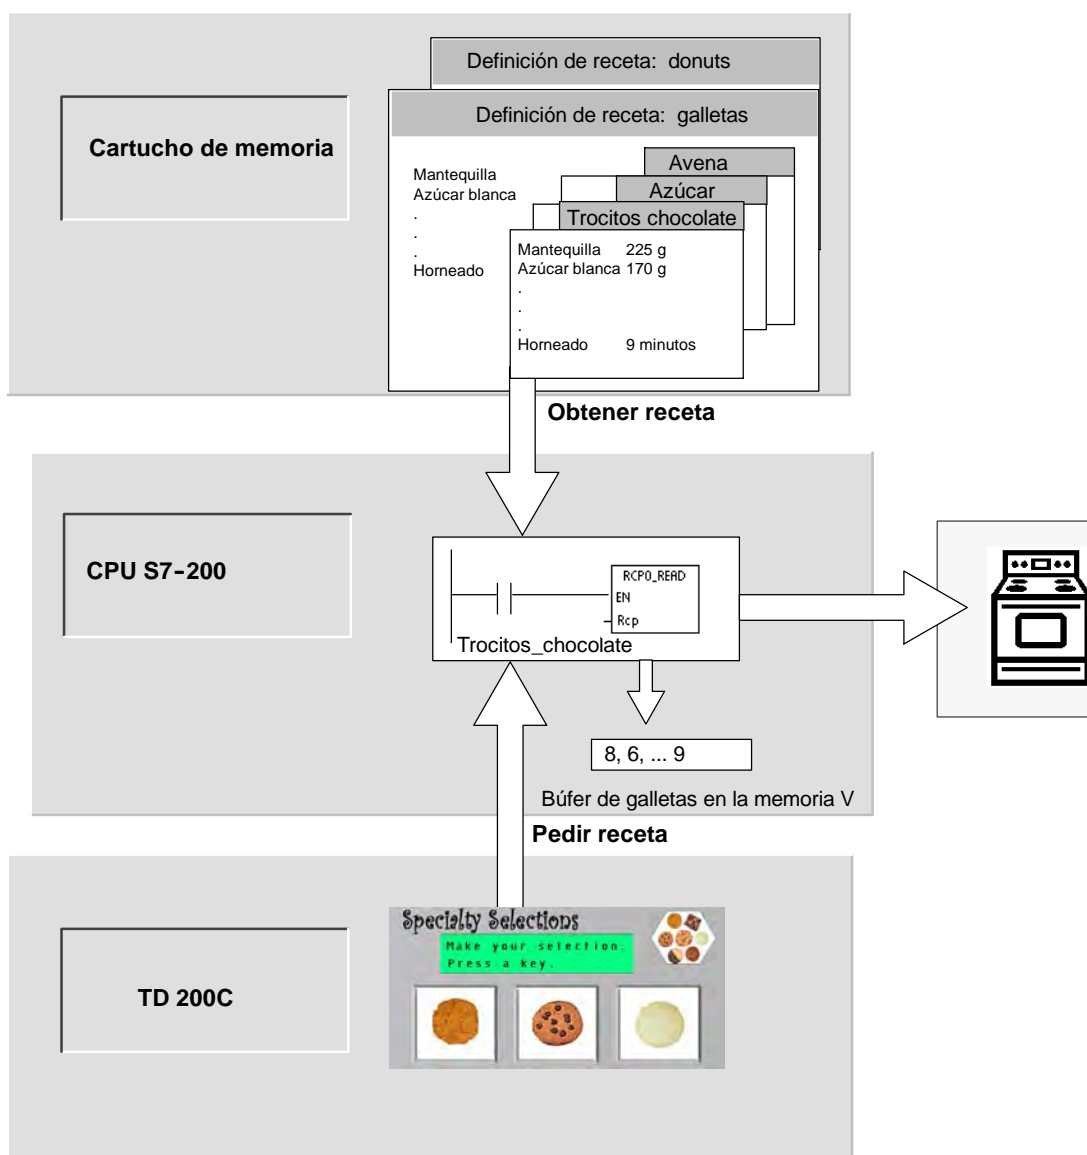 Definición de receta: donuts
Definición de receta: galletas
Cartucho de memoria
Avena
Azúcar
Trocitos chocolate
Mantequilla
Azúcar blanca
.
.
.
Horneado
Mantequilla 225 g
Azúcar blanca 170 g
.
.
.
Horneado 9 minutos
Obtener receta
CPU S7-200
RCP0_READ
EN
Rcp
Trocitos_chocolate
8, 6, ... 9
Búfer de galletas en la memoria V
Pedir receta
Specialty Selections
Make your selection.
Press a key.
TD 200C